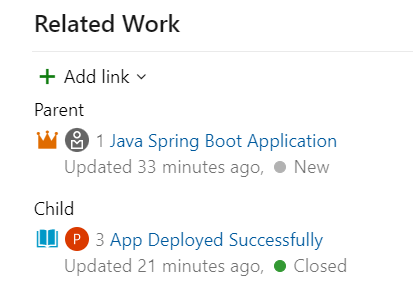 Related Work
Add link
Parent
1 Java Spring Boot Application
Updated 33 minutes ago, New
Child
P 3 App Deployed Successfully
Updated 21 minutes ago, Closed